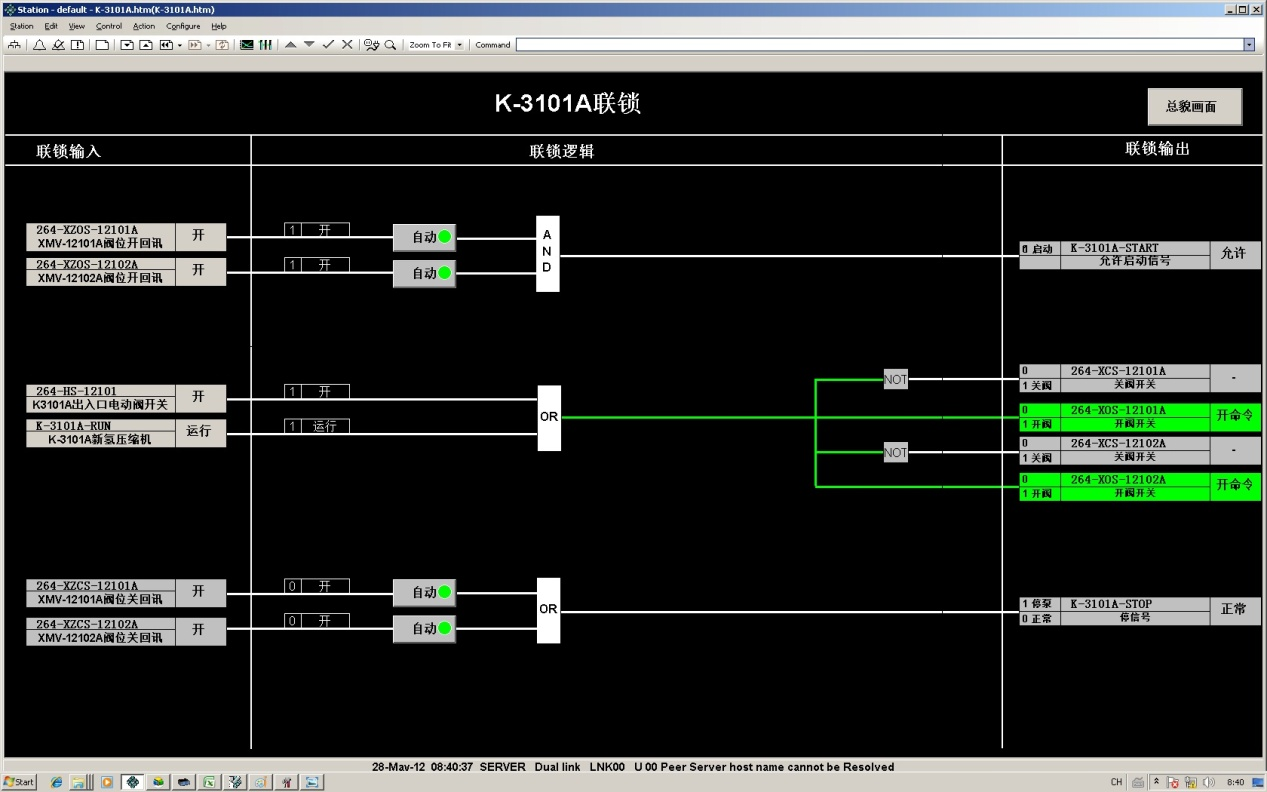 Station - default - K-3101A.htm(K-3101A.htm)
Station Edit View Control Action Configure Help
Zoom To Fit Command
K-3101A联锁
总貌画面
联锁输入 联锁逻辑 联锁输出
264-XZOS-12101A
XMV-12101A阀位开回讯
开
1 开
自动
264-XZOS-12102A
XMV-12102A阀位开回讯
开
1 开
自动
AND
启动
K-3101A-START
允许启动信号
允许
264-HS-12101
K3101A出入口电动阀开关
开
1 开
K-3101A-RUN
K-3101A新氢压缩机
运行
1 运行
OR
NOT
0
1 关阀
264-XCS-12101A
关阀开关
-
0
1 开阀
264-XOS-12101A
开阀开关
开命令
NOT
0
1 关阀
264-XCS-12102A
关阀开关
-
0
1 开阀
264-XOS-12102A
开阀开关
开命令
264-XZCS-12101A
XMV-12101A阀位关回讯
开
0 开
自动
264-XZCS-12102A
XMV-12102A阀位关回讯
开
0 开
自动
OR
1 停泵
0 正常
K-3101A-STOP
停信号
正常
28-May-12 08:40:37 SERVER Dual link LNK00 U 00 Peer Server host name cannot be Resolved
Start CH 8:40